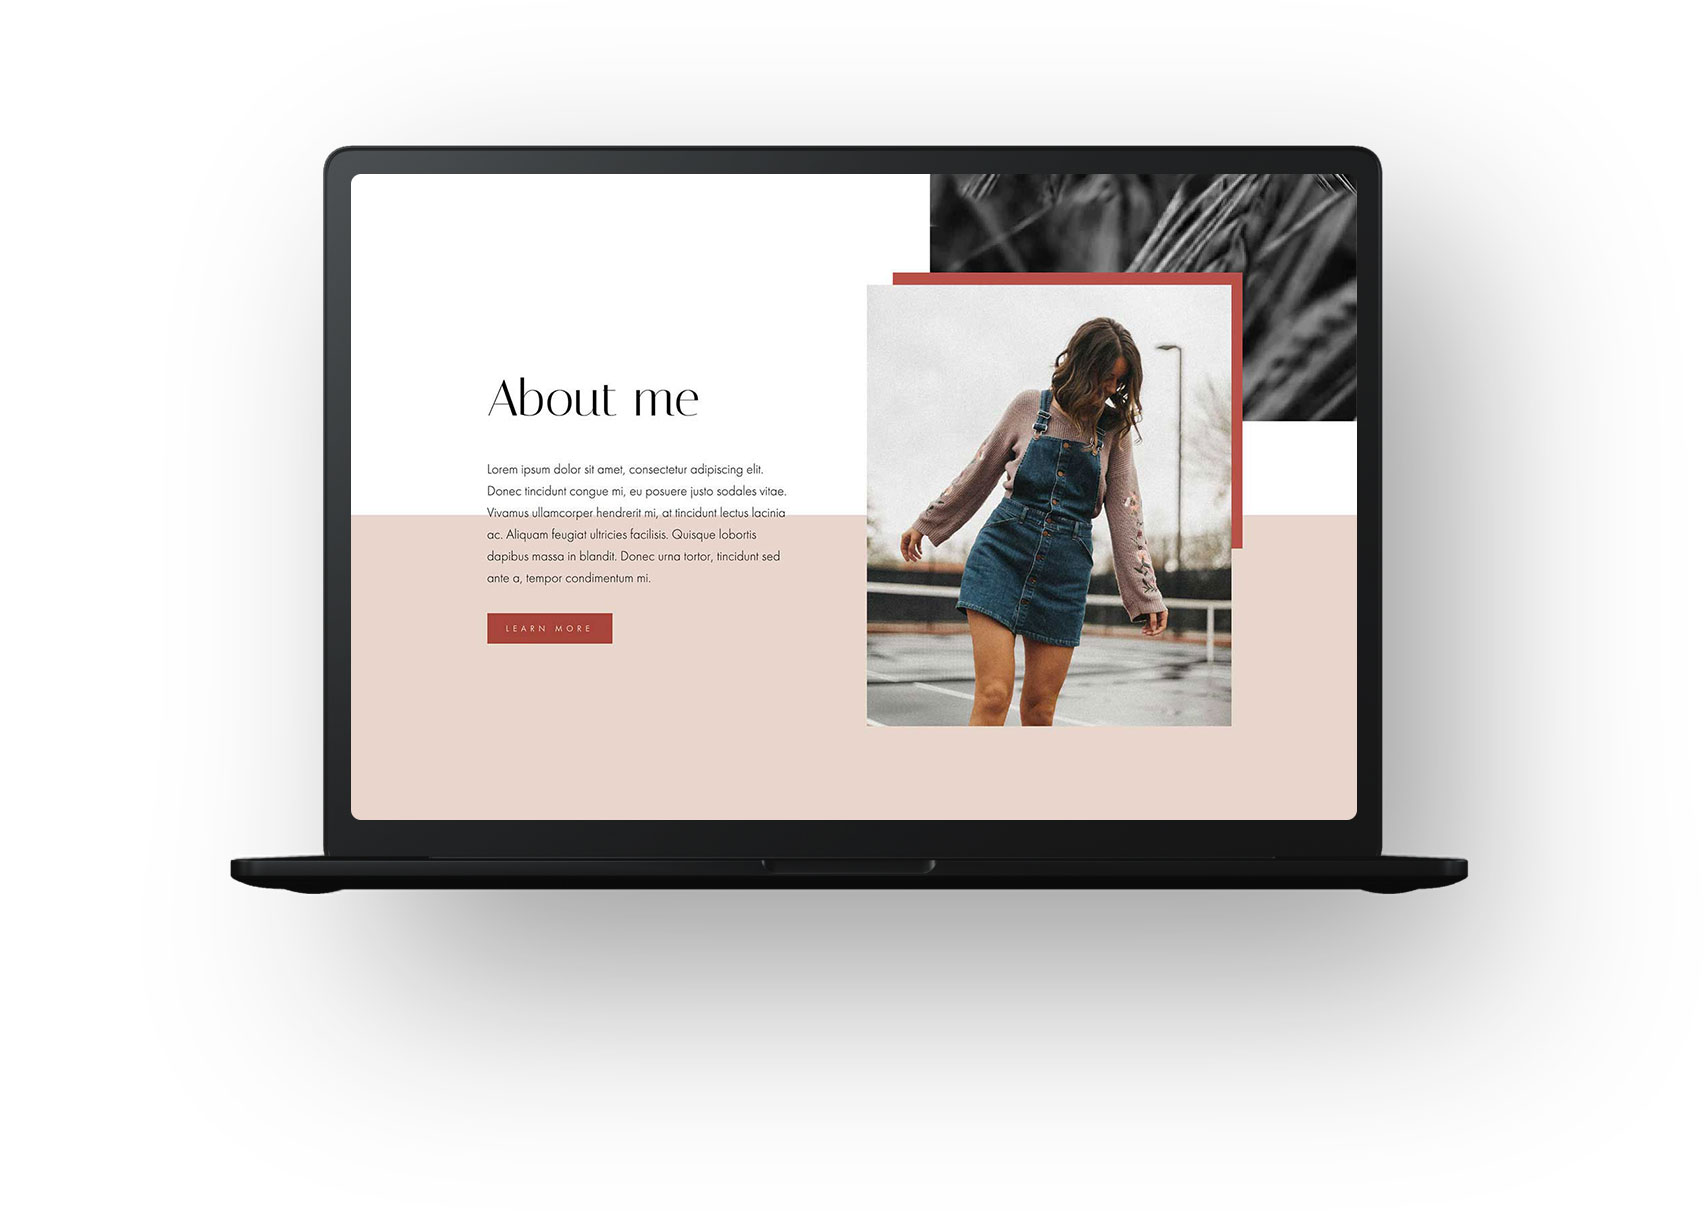 About me
Lorem ipsum dolor sit amet, consectetur adipiscing elit.
Donec tincidunt congue mi, eu posuere justo sodales vitae.
Vivamus ullamcorper hendrerit mi, at tincidunt lectus lacinia
ac. Aliquam feugiat ultricies facilisis. Quisque lobortis
dapibus massa in blandit. Donec urna tortor, tincidunt sed
ante a, tempor condimentum mi.
LEARN MORE